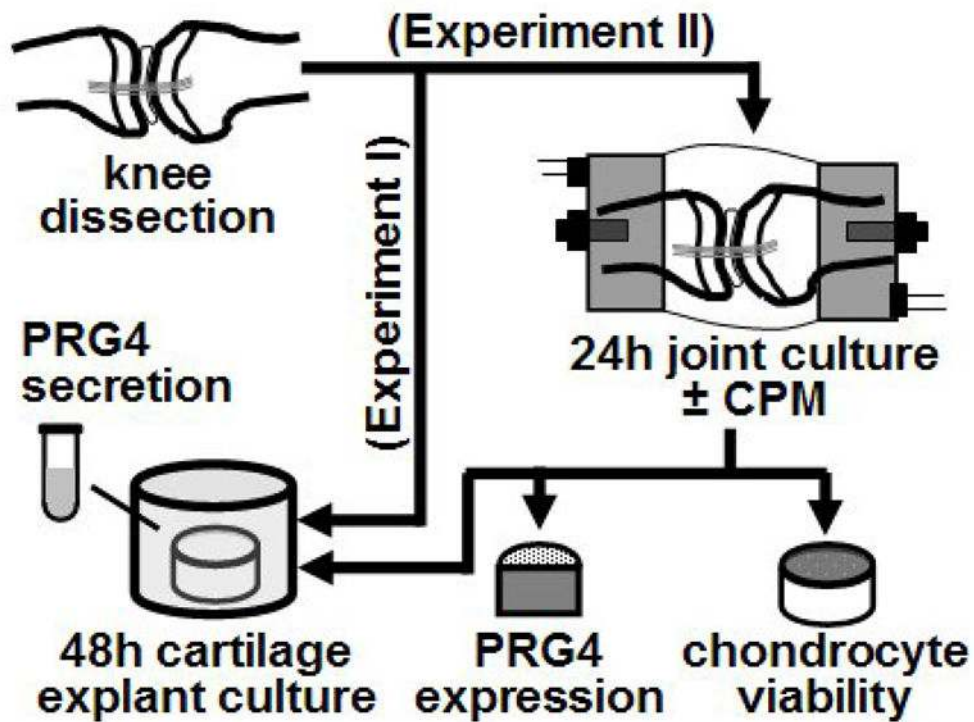 (Experiment II)
knee
dissection
(Experiment I)
24h joint culture
± CPM
PRG4
secretion
48h cartilage
explant culture
PRG4
expression
chondrocyte
viability